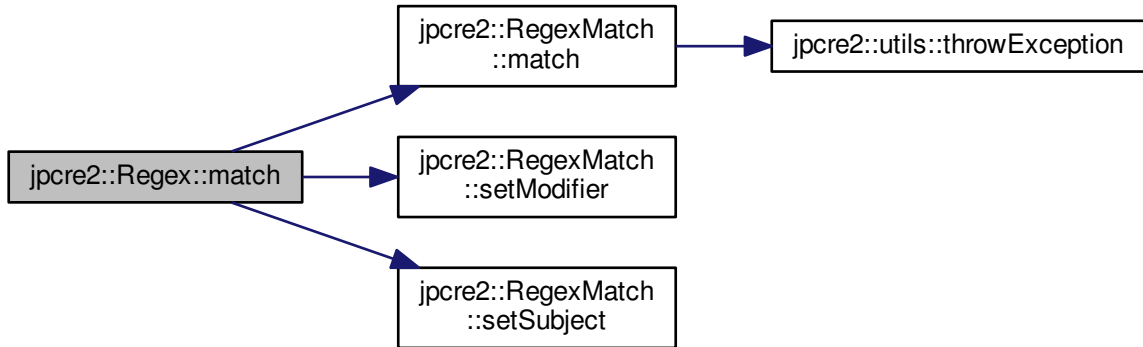 jpcre2::RegexMatch
::match
jpcre2::utils::throwException
jpcre2::Regex::match
jpcre2::RegexMatch
::setModifier
jpcre2::RegexMatch
::setSubject